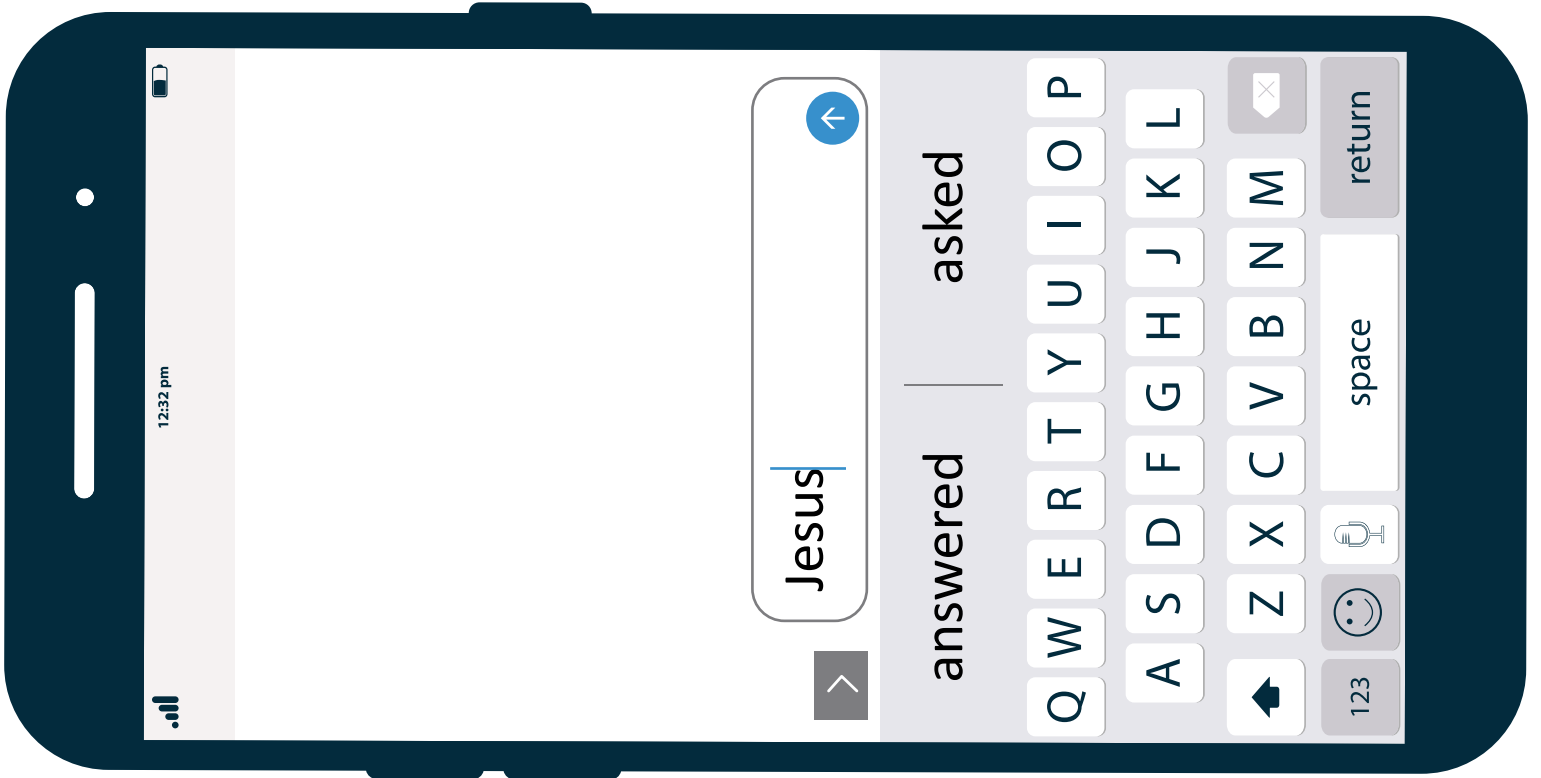 12:32 pm
Jesus
answered asked
Q W E R T Y U I O P
A S D F G H J K L
Z X C V B N M
123 space return